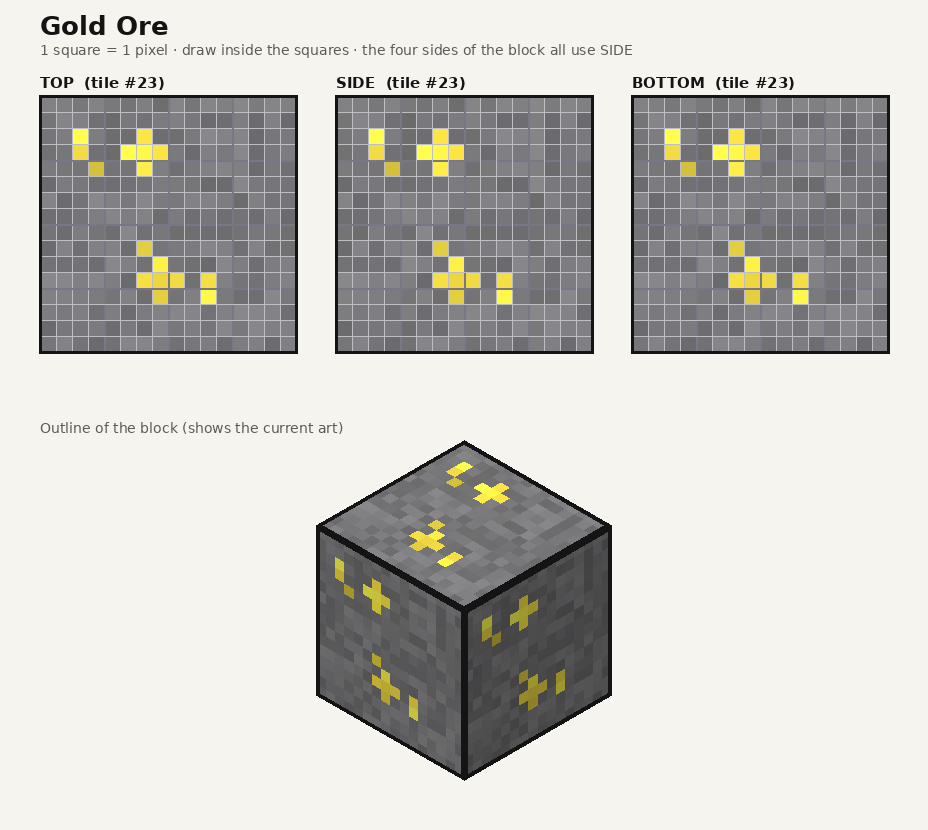 Gold Ore
1 square = 1 pixel · draw inside the squares · the four sides of the block all use SIDE
TOP (tile #23)
SIDE (tile #23)
BOTTOM (tile #23)
Outline of the block (shows the current art)